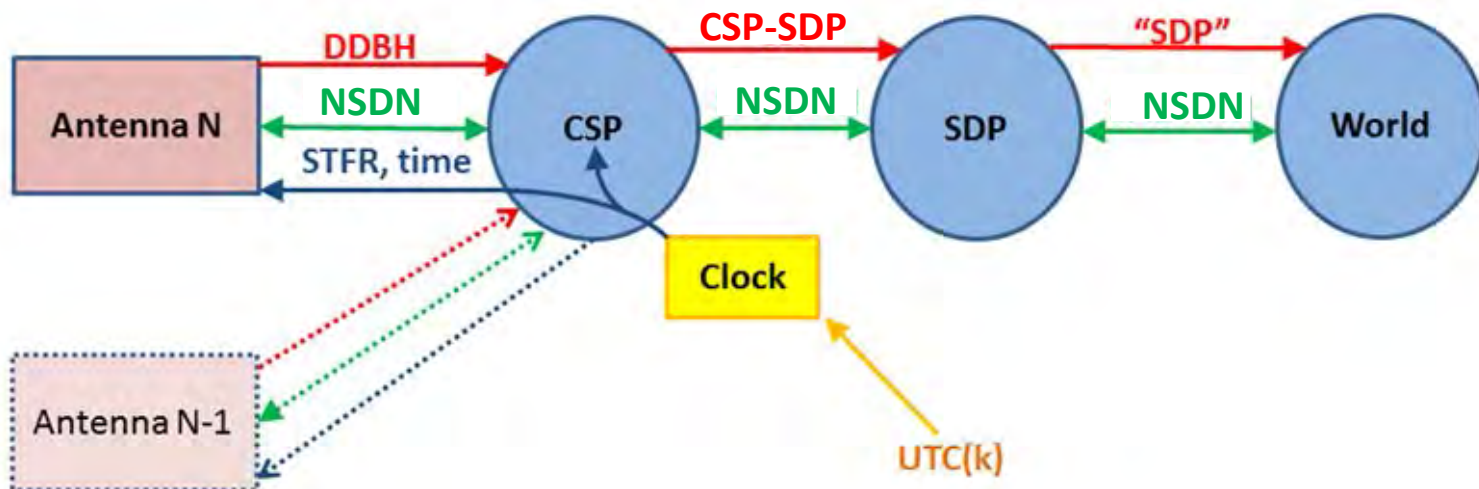 DDBH
CSP-SDP
“SDP”
Antenna N
NSDN
CSP
NSDN
SDP
NSDN
World
STFR, time
Clock
Antenna N-1
UTC(k)